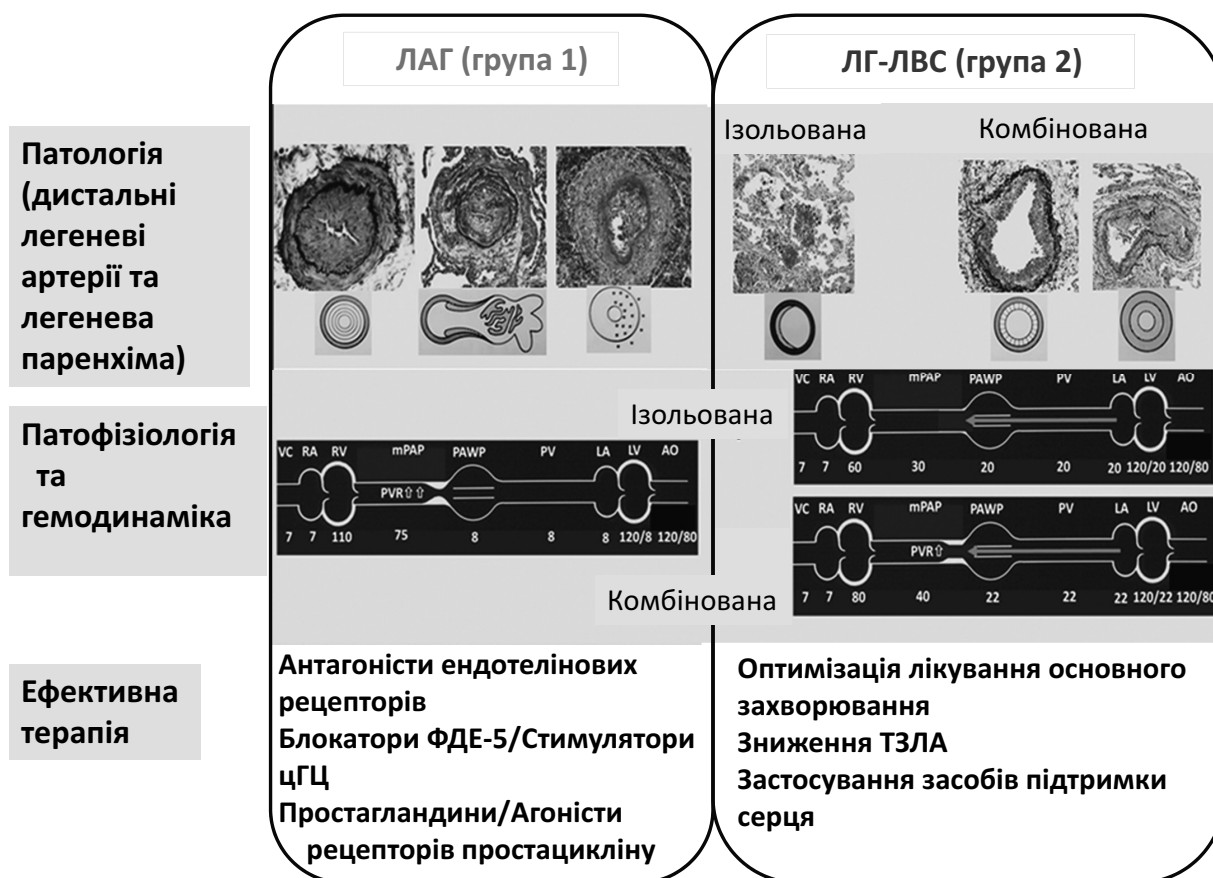 ЛАГ (група 1)
ЛГ-ЛВС (група 2)
Патологія
(дистальні
легеневі
артерії та
легенева
паренхіма)
Ізольована
Комбінована
Патофізіологія
та
гемодинаміка
VC RA RV mPAP PAWP PV LA LV AO
PVR⇧⇧
7 7 110 75 8 8 8 120/8 120/80
Ізольована
VC RA RV mPAP PAWP PV LA LV AO
7 7 60 30 20 20 20 120/20 120/80
Комбінована
VC RA RV mPAP PAWP PV LA LV AO
PVR⇧
7 7 80 40 22 22 22 120/22 120/80
Ефективна
терапія
Антагоністи ендотелінових
рецепторів
Блокатори ФДЕ-5/Стимулятори
цГЦ
Простагландини/Агоністи
рецепторів простацикліну
Оптимізація лікування основного
захворювання
Зниження ТЗЛА
Застосування засобів підтримки
серця